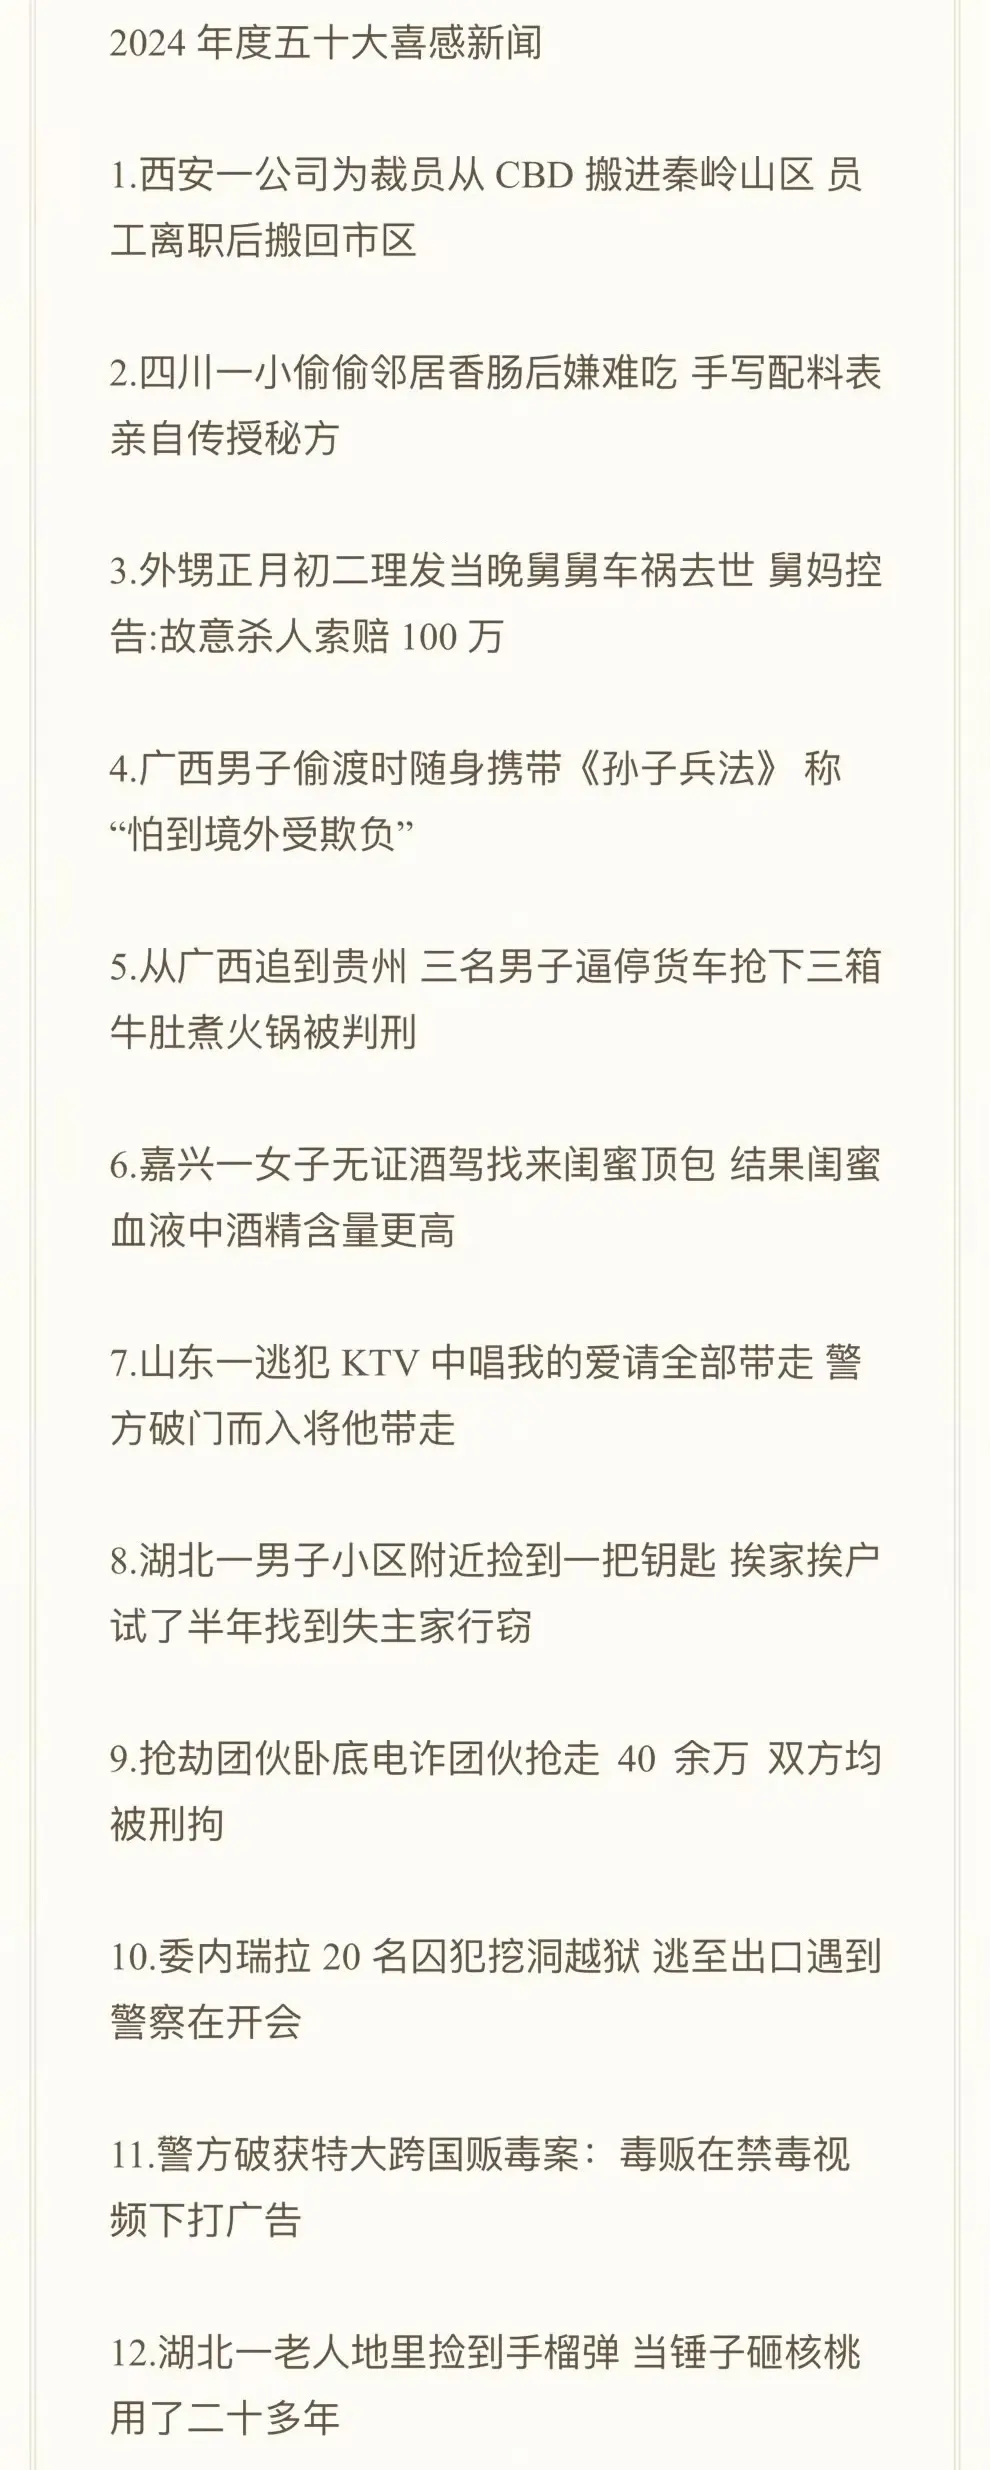 2024 年度五十大喜感新闻
1.西安一公司为裁员从 CBD 搬进秦岭山区 员
工离职后搬回市区
2.四川一小偷偷邻居香肠后嫌难吃 手写配料表
亲自传授秘方
3.外甥正月初二理发当晚舅舅车祸去世 舅妈控
告:故意杀人索赔 100 万
4.广西男子偷渡时随身携带《孙子兵法》 称
“怕到境外受欺负”
5.从广西追到贵州 三名男子逼停货车抢下三箱
牛肚煮火锅被判刑
6.嘉兴一女子无证酒驾找来闺蜜顶包 结果闺蜜
血液中酒精含量更高
7.山东一逃犯 KTV 中唱我的爱请全部带走 警
方破门而入将他带走
8.湖北一男子小区附近捡到一把钥匙 挨家挨户
试了半年找到失主家行窃
9.抢劫团伙卧底电诈团伙抢走 40 余万 双方均
被刑拘
10.委内瑞拉 20 名囚犯挖洞越狱 逃至出口遇到
警察在开会
11.警方破获特大跨国贩毒案：毒贩在禁毒视
频下打广告
12.湖北一老人地里捡到手榴弹 当锤子砸核桃
用了二十多年